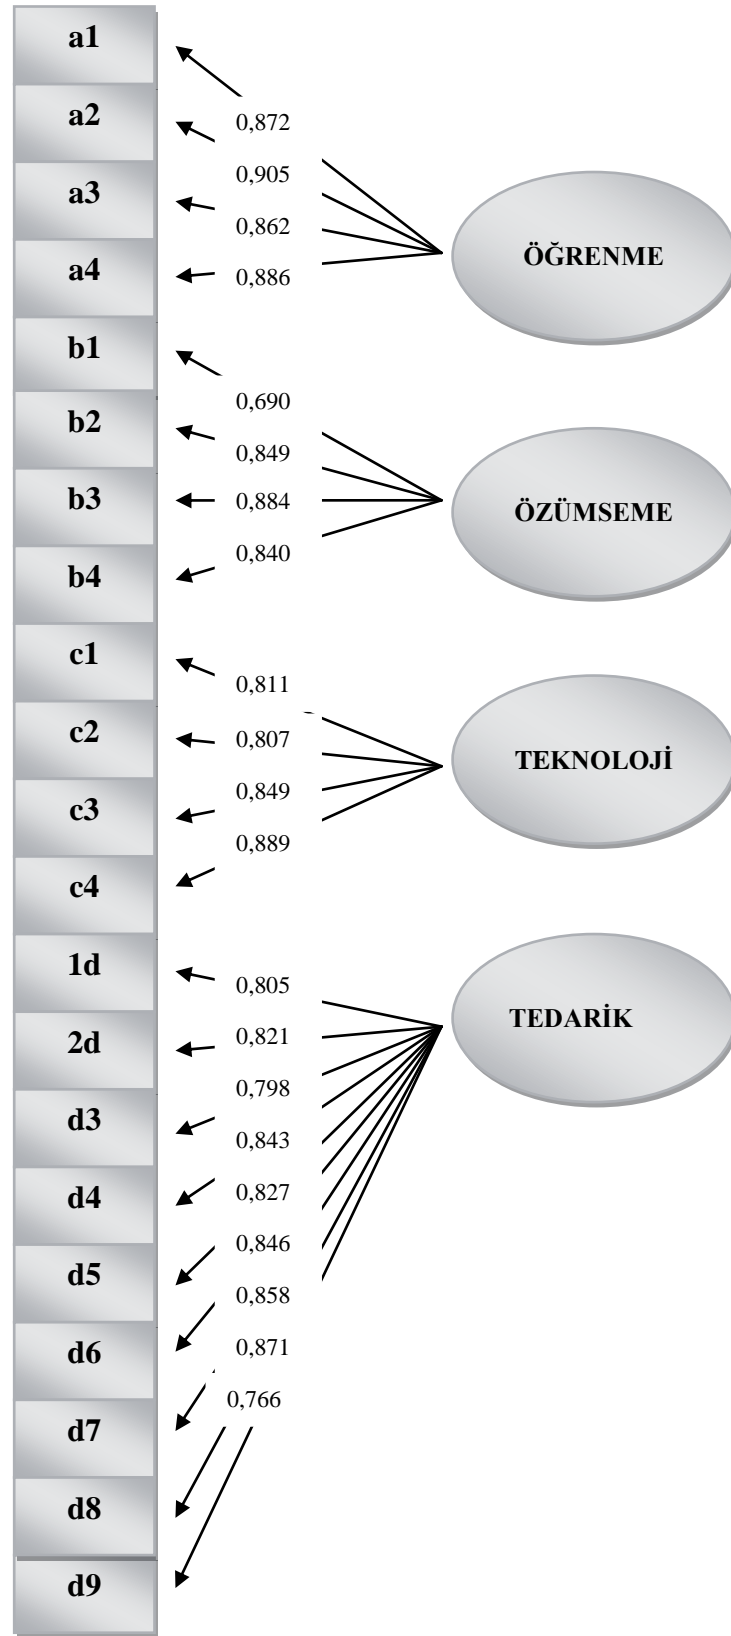 a1
a2
a3
a4
b1
b2
b3
b4
c1
c2
c3
c4
1d
2d
d3
d4
d5
d6
d7
d8
d9
0,872
0,905
0,862
0,886
0,690
0,849
0,884
0,840
0,811
0,807
0,849
0,889
0,805
0,821
0,798
0,843
0,827
0,846
0,858
0,871
0,766
ÖĞRENME
ÖZÜMSEME
TEKNOLOJİ
TEDARİK